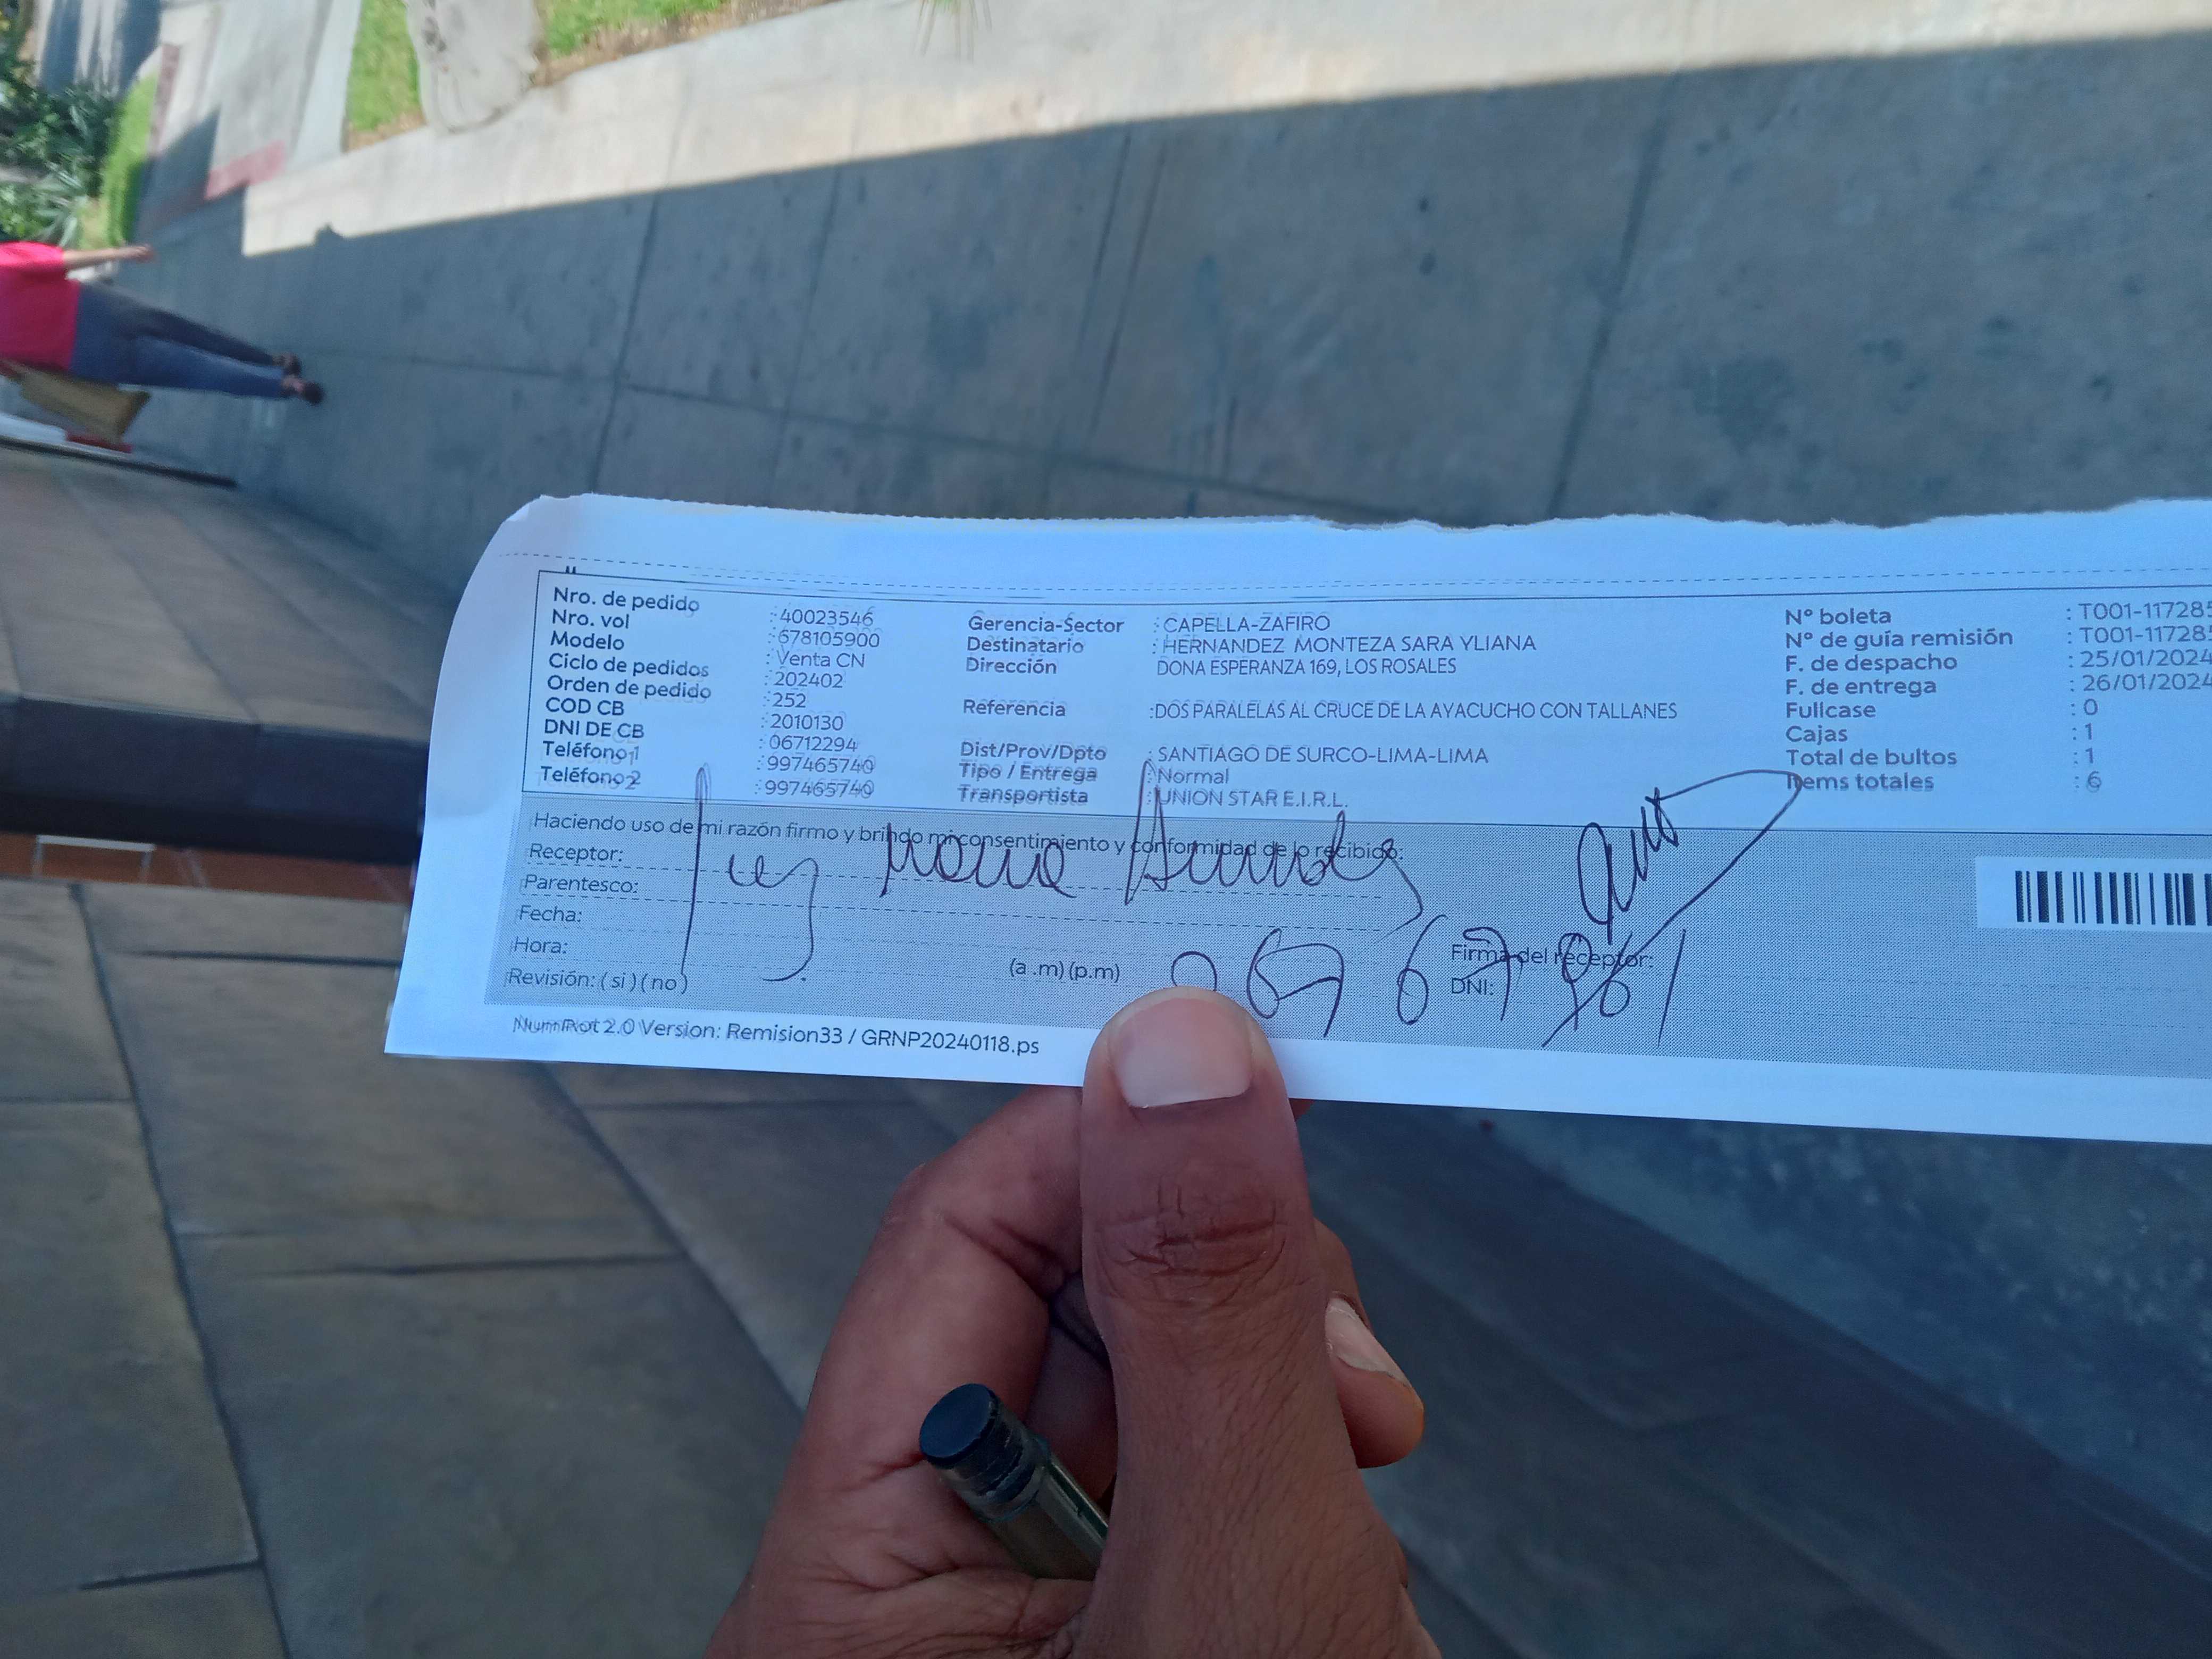 Nro. de pedido : 40023546
Nro. vol : 678105900
Modelo : Venta CN
Ciclo de pedidos : 202402
Orden de pedido : 252
COD CB : 2010130
DNI DE CB : 06712294
Teléfono 1 : 997465740
Teléfono 2 : 997465740
Gerencia-Sector : CAPELLA-ZAFIRO
Destinatario : HERNANDEZ MONTEZA SARA YLIANA
Dirección DONA ESPERANZA 169, LOS ROSALES
Referencia :DOS PARALELAS AL CRUCE DE LA AYACUCHO CON TALLANES
Dist/Prov/Dpto : SANTIAGO DE SURCO-LIMA-LIMA
Tipo / Entrega : Normal
Transportista : UNION STAR E.I.R.L.
N° boleta : T001-11728
N° de guía remisión : T001-11728
F. de despacho : 25/01/2024
F. de entrega : 26/01/2024
Fullcase : 0
Cajas : 1
Total de bultos : 1
Items totales : 6
Haciendo uso de mi razón firmo y brindo mi consentimiento y conformidad de lo recibido:
Receptor:
Parentesco:
Fecha:
Hora: (a .m) (p.m)
Revisión: ( si ) ( no )
Firma del receptor:
DNI:
NumRot 2.0 Version: Remision33 / GRNP20240118.ps